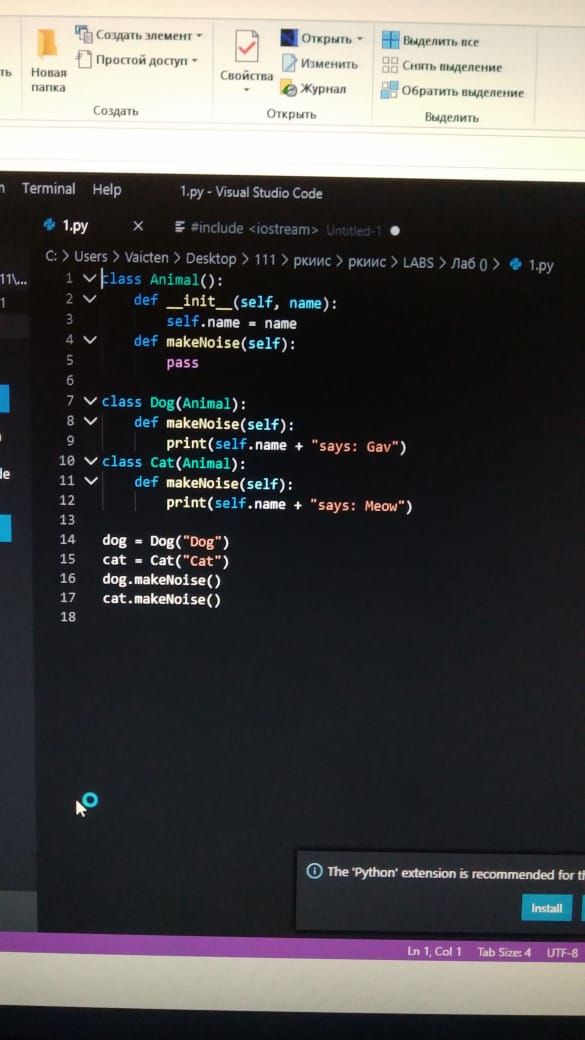 Создать элемент
Простой доступ
Новая
папка
Создать
Свойства
Открыть
Изменить
Журнал
Открыть
Выделить все
Снять выделение
Обратить выделение
Выделить
Terminal Help 1.py - Visual Studio Code
1.py #include <iostream> Untitled-1
C: > Users > Vaicten > Desktop > 111 > ркиис > ркиис > LABS > Лаб () > 1.py
1 class Animal():
2 def __init__(self, name):
3 self.name = name
4 def makeNoise(self):
5 pass
6
7 class Dog(Animal):
8 def makeNoise(self):
9 print(self.name + "says: Gav")
10 class Cat(Animal):
11 def makeNoise(self):
12 print(self.name + "says: Meow")
13
14 dog = Dog("Dog")
15 cat = Cat("Cat")
16 dog.makeNoise()
17 cat.makeNoise()
18
The 'Python' extension is recommended for
Install
Ln 1, Col 1 Tab Size: 4 UTF-8